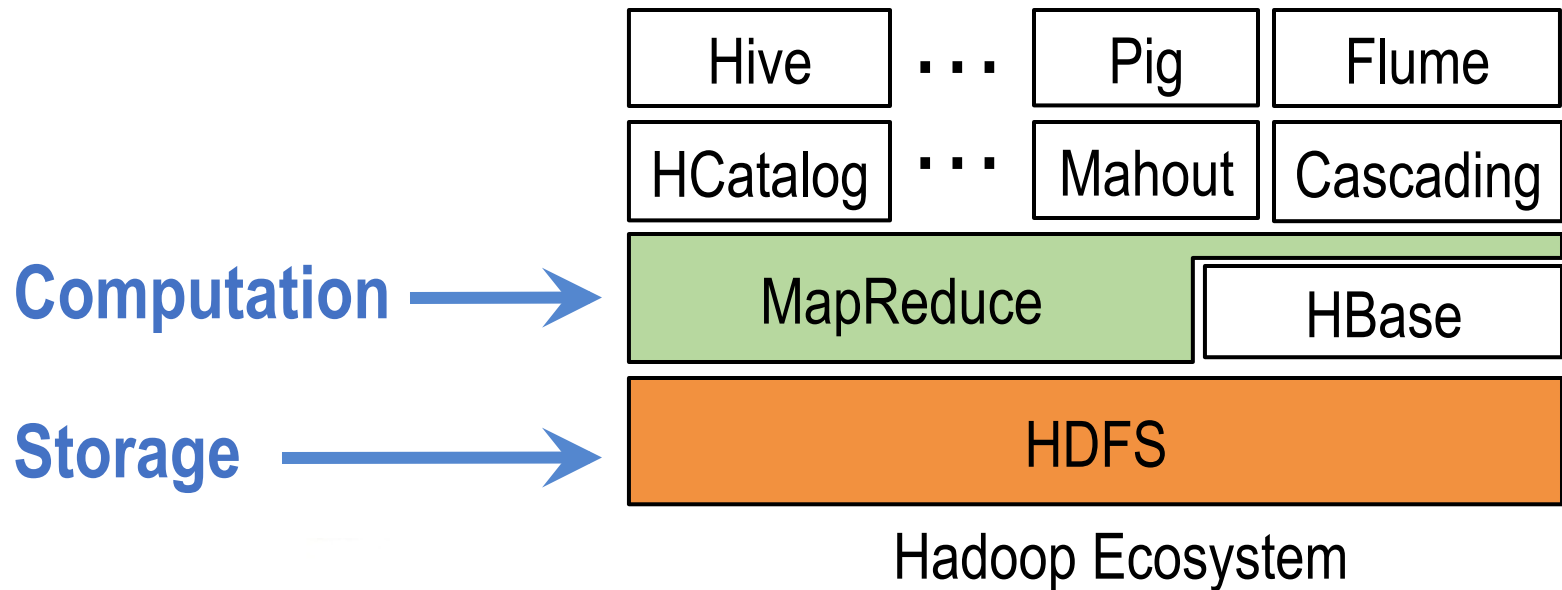 Hive ... Pig Flume
HCatalog ... Mahout Cascading
Computation MapReduce HBase
Storage HDFS
Hadoop Ecosystem